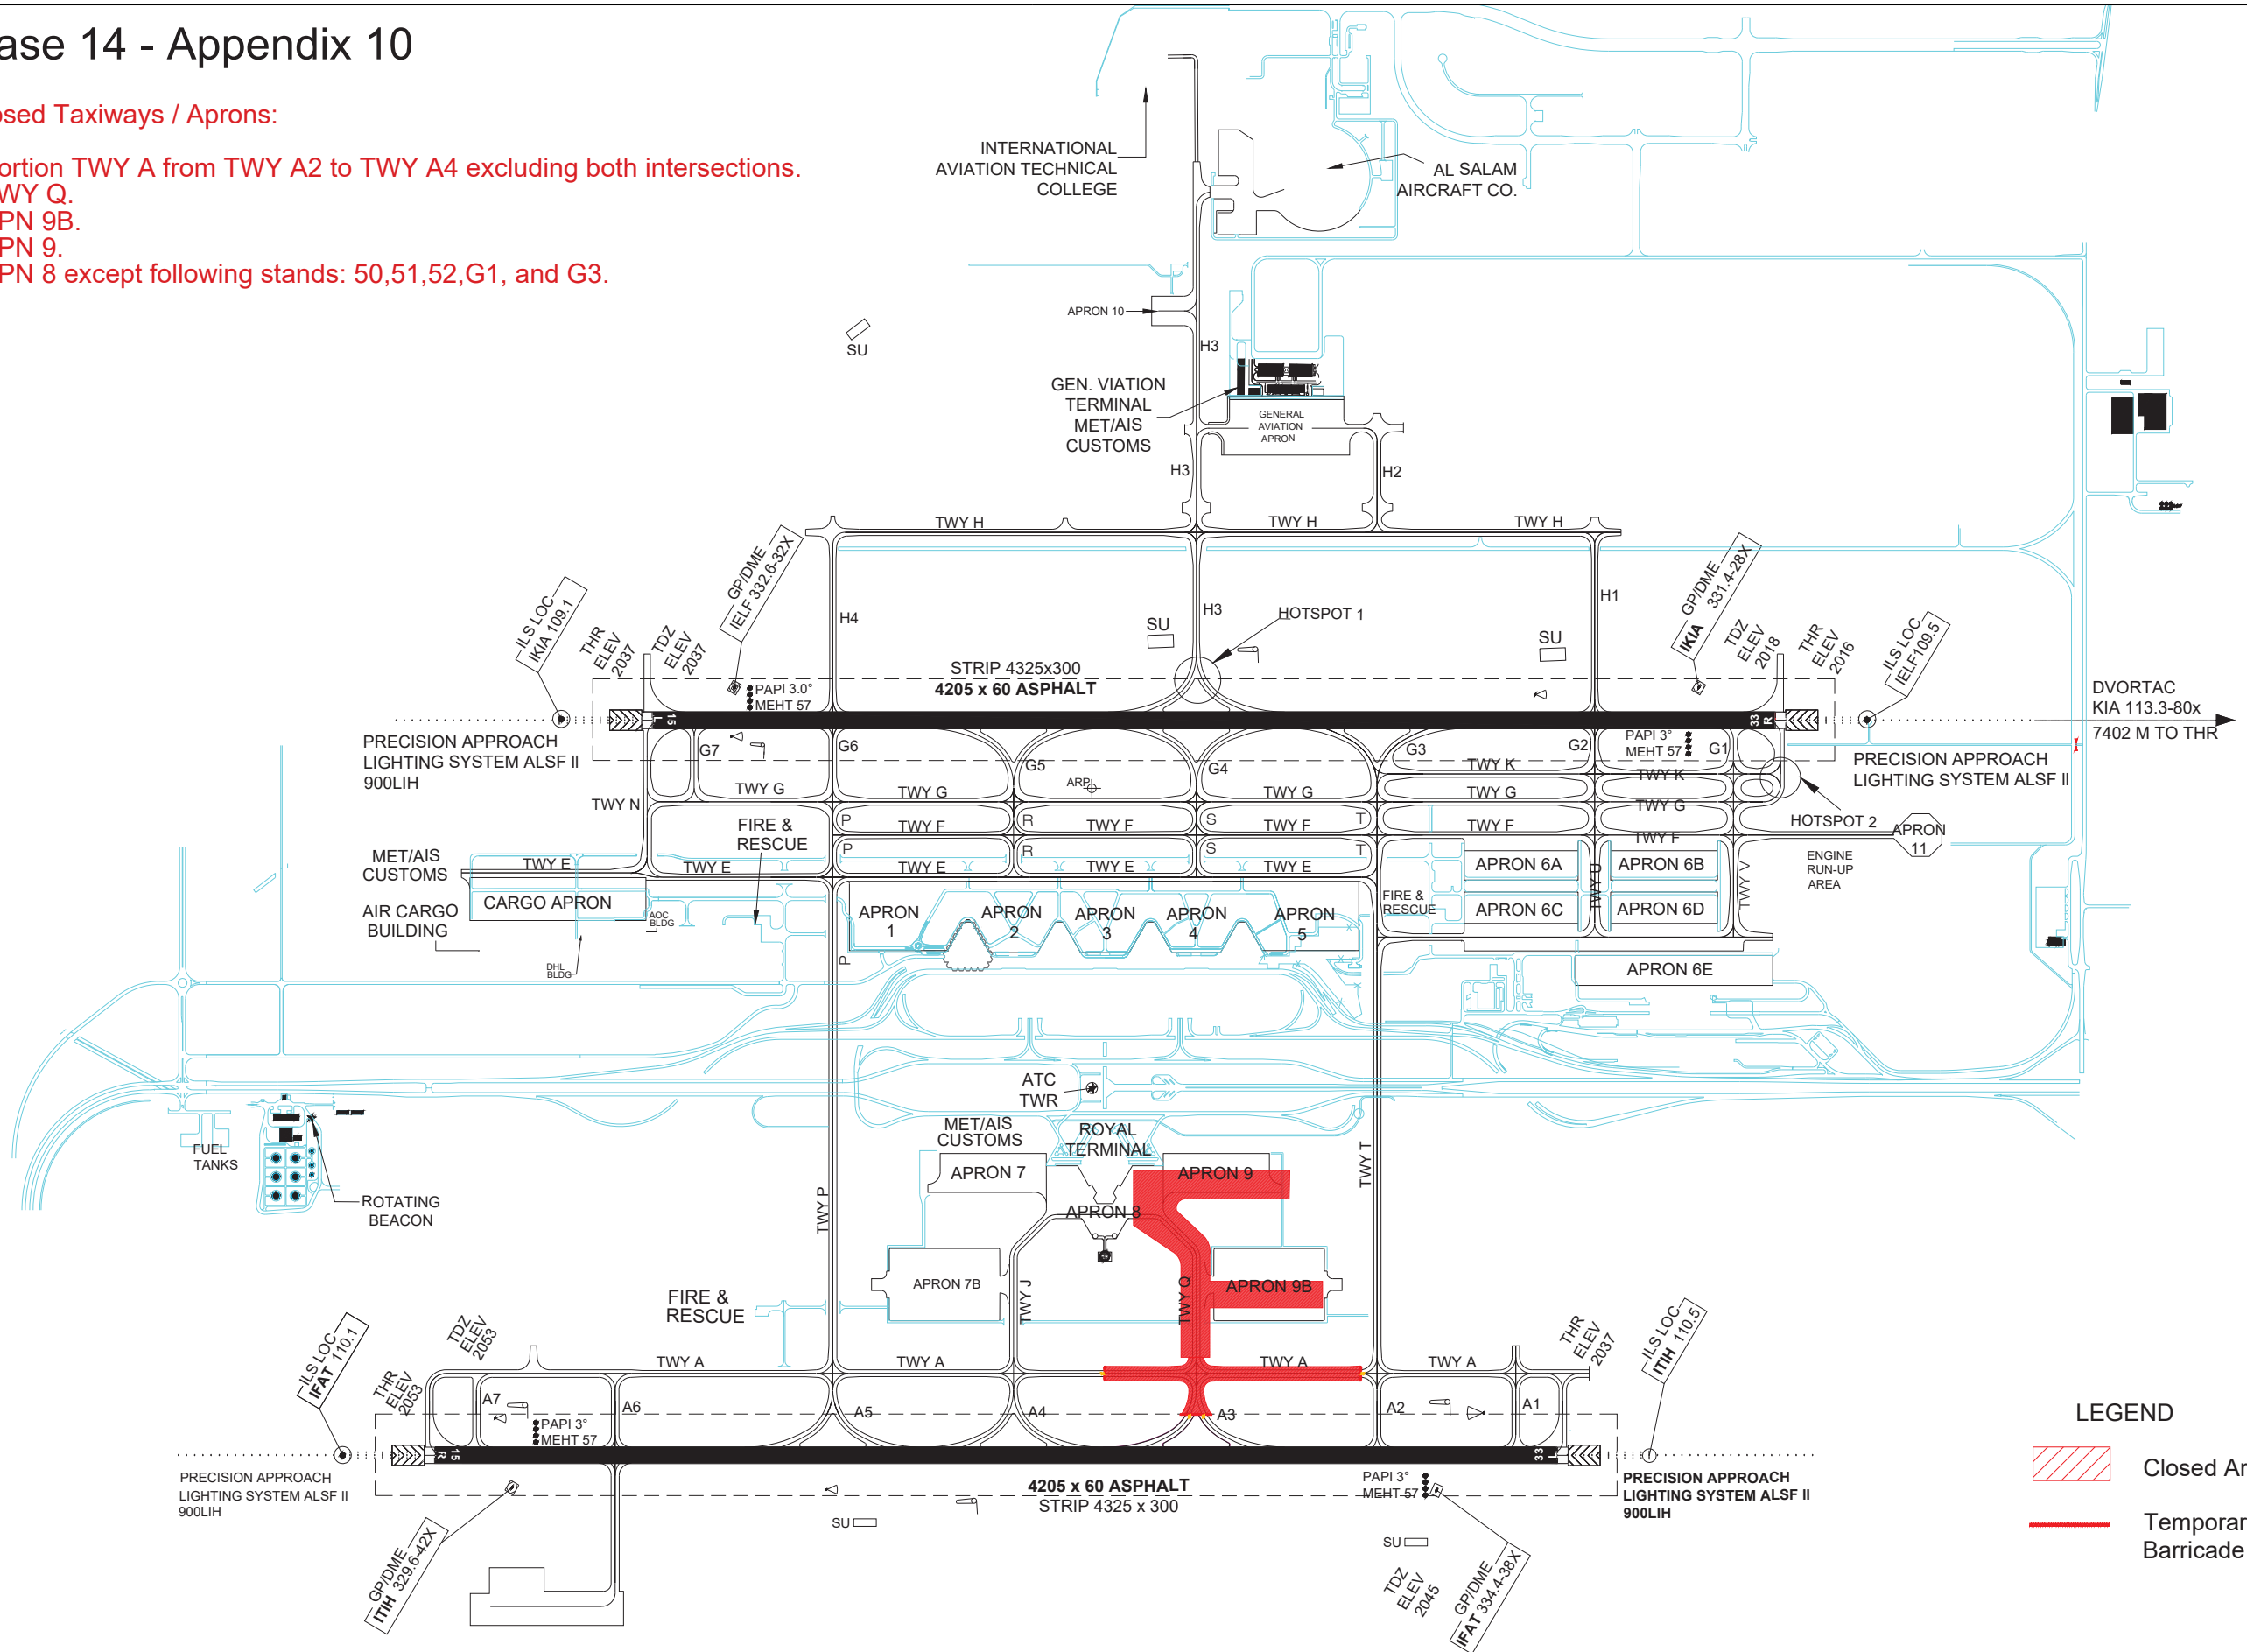 ase 14 - Appendix 10
osed Taxiways / Aprons:
ortion TWY A from TWY A2 to TWY A4 excluding both intersections.
WY Q.
PN 9B.
PN 9.
PN 8 except following stands: 50,51,52,G1, and G3.
INTERNATIONAL
AVIATION TECHNICAL
COLLEGE
AL SALAM
AIRCRAFT CO.
APRON 10
SU
H3
GEN. VIATION
TERMINAL
MET/AIS
CUSTOMS
GENERAL
AVIATION
APRON
H3
H2
TWY H
TWY H
TWY H
GP/DME
IELF 332.6-32X
ILS LOC
IKIA 109.1
THR
ELEV
2037
TDZ
ELEV
2037
H4
H3
HOTSPOT 1
SU
SU
H1
GP/DME
IKIA 331.4-28X
TDZ
ELEV
2018
THR
ELEV
2016
ILS LOC
IELF109.5
STRIP 4325x300
4205 x 60 ASPHALT
PAPI 3.0°
MEHT 57
15
L
33
R
DVORTAC
KIA 113.3-80x
7402 M TO THR
PRECISION APPROACH
LIGHTING SYSTEM ALSF II
900LIH
G7
G6
G5
G4
G3
G2
G1
PAPI 3°
MEHT 57
PRECISION APPROACH
LIGHTING SYSTEM ALSF II
ARP
TWY K
TWY K
TWY N
TWY G
TWY G
TWY G
TWY G
TWY G
HOTSPOT 2
FIRE &
RESCUE
P
TWY F
R
TWY F
S
TWY F
T
TWY F
TWY F
APRON
11
ENGINE
RUN-UP
AREA
MET/AIS
CUSTOMS
TWY E
TWY E
P
TWY E
R
TWY E
S
TWY E
T
APRON 6A
APRON 6B
TWY U
TWY V
AIR CARGO
BUILDING
CARGO APRON
AOC
BLDG
DHL
BLDG
APRON
1
APRON
2
APRON
3
APRON
4
APRON
5
FIRE &
RESCUE
APRON 6C
APRON 6D
P
APRON 6E
ATC
TWR
MET/AIS
CUSTOMS
ROYAL
TERMINAL
FUEL
TANKS
ROTATING
BEACON
TWY P
TWY T
APRON 7
APRON 9
APRON 8
APRON 7B
TWY J
TWY Q
APRON 9B
FIRE &
RESCUE
TDZ
ELEV
2053
THR
ELEV
2053
ILS LOC
IFAT 110.1
TWY A
TWY A
TWY A
TWY A
THR
ELEV
2037
ILS LOC
ITIH 110.5
A7
A6
A5
A4
A3
A2
A1
PAPI 3°
MEHT 57
15
R
33
L
PRECISION APPROACH
LIGHTING SYSTEM ALSF II
900LIH
4205 x 60 ASPHALT
STRIP 4325 x 300
PAPI 3°
MEHT 57
PRECISION APPROACH
LIGHTING SYSTEM ALSF II
900LIH
SU
SU
GP/DME
ITIH 329.6-42X
TDZ
ELEV
2045
GP/DME
IFAT 334.4-38X
LEGEND
Closed Ar
Temporar
Barricade